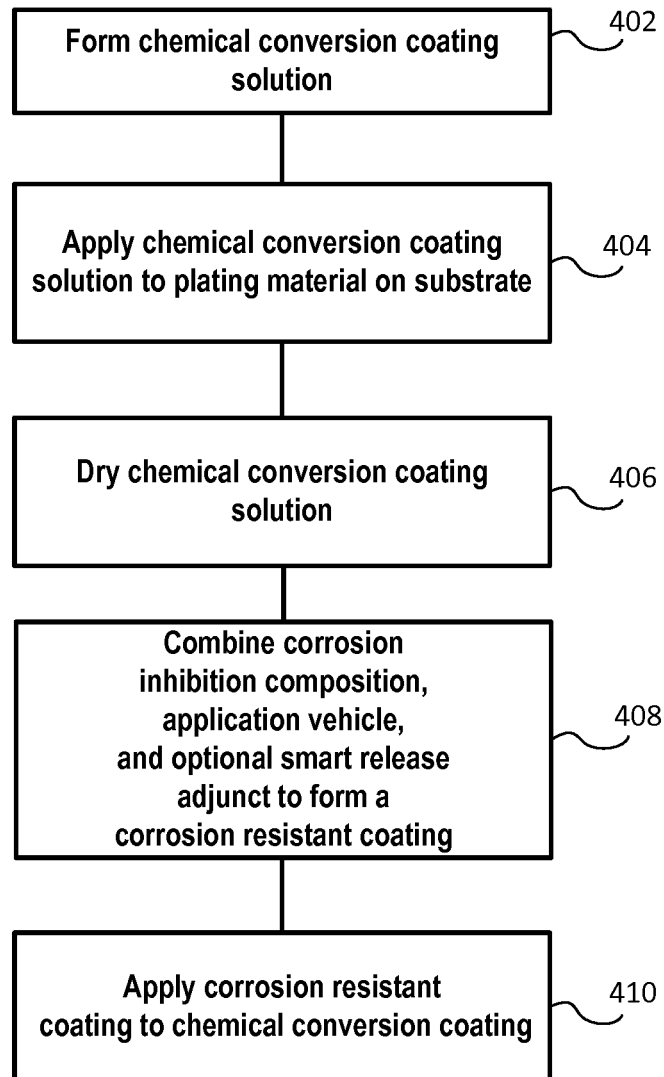 Form chemical conversion coating
solution
402
Apply chemical conversion coating
solution to plating material on substrate
404
Dry chemical conversion coating
solution
406
Combine corrosion
inhibition composition,
application vehicle,
and optional smart release
adjunct to form a
corrosion resistant coating
408
Apply corrosion resistant
coating to chemical conversion coating
410